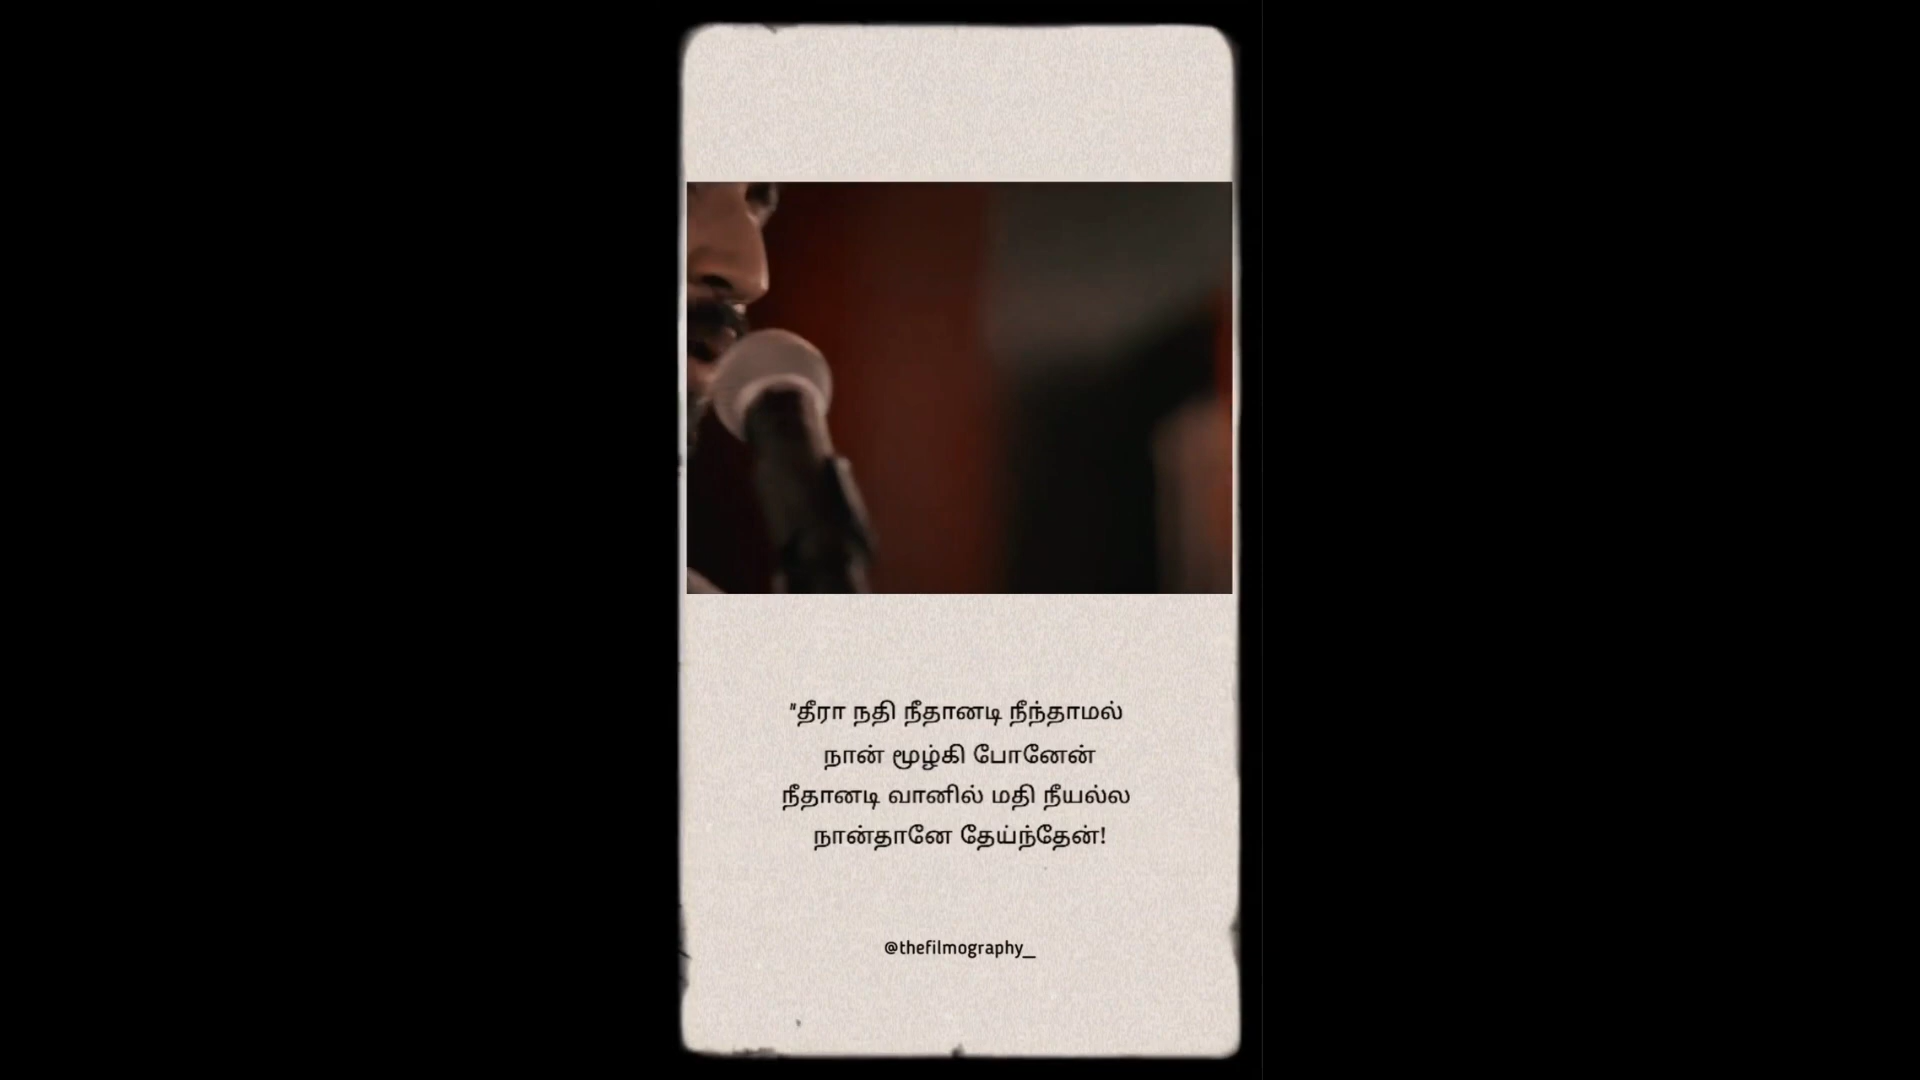 "தீரா நதி நீதானடி நீந்தாமல்
நான் மூழ்கி போனேன்
நீதானடி வானில் மதி நீயல்ல
நான்தானே தேய்ந்தேன்!
@thefilmography_